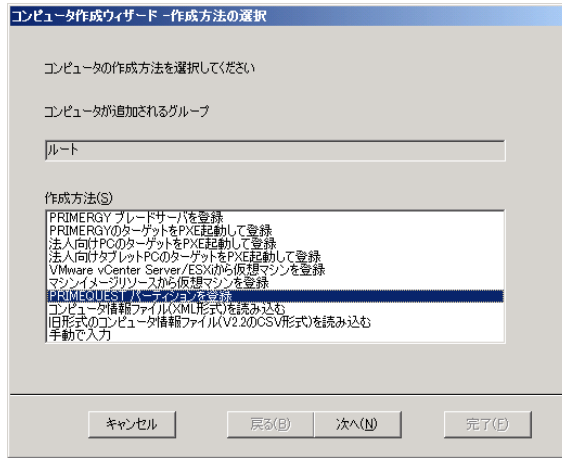 コンピュータ作成ウィザード -作成方法の選択
コンピュータの作成方法を選択してください
コンピュータが追加されるグループ
ルート
作成方法(S)
PRIMERGY ブレードサーバを登録
PRIMERGYのターゲットをPXE起動して登録
法人向けPCのターゲットをPXE起動して登録
法人向けタブレットPCのターゲットをPXE起動して登録
VMware vCenter Server/ESXiから仮想マシンを登録
マシンイメージリソースから仮想マシンを登録
PRIMEQUEST パーティションを登録
コンピュータ情報ファイル(XML形式)を読み込む
旧形式のコンピュータ情報ファイル(V2.2のCSV形式)を読み込む
手動で入力
キャンセル 戻る(B) 次へ(N) 完了(F)